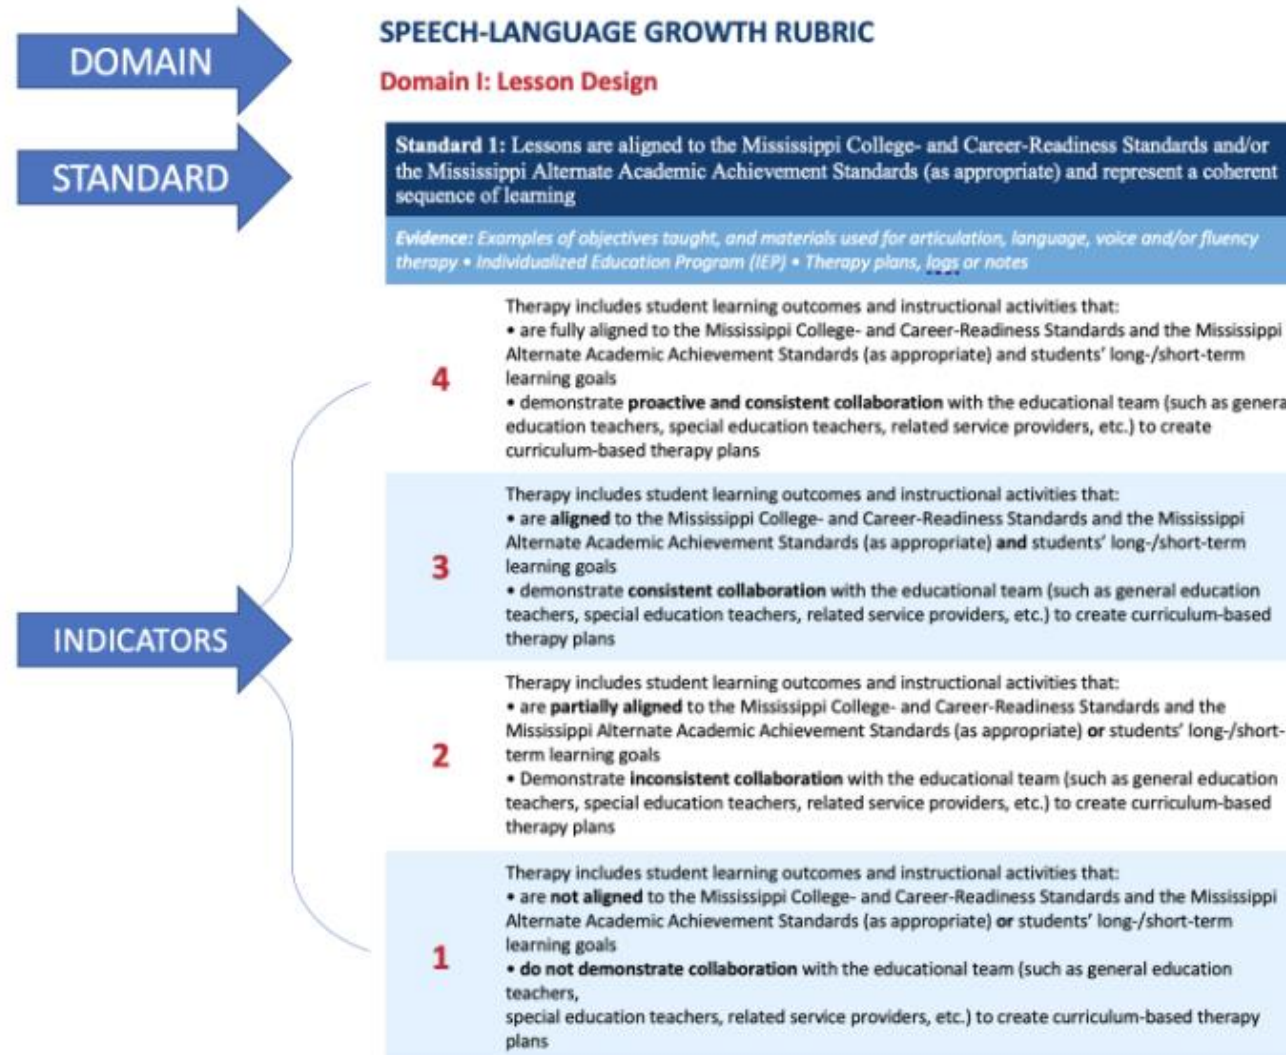 DOMAIN
SPEECH-LANGUAGE GROWTH RUBRIC
Domain I: Lesson Design
STANDARD
Standard 1: Lessons are aligned to the Mississippi College- and Career-Readiness Standards and/or
the Mississippi Alternate Academic Achievement Standards (as appropriate) and represent a coherent
sequence of learning
Evidence: Examples of objectives taught, and materials used for articulation, language, voice and/or fluency
therapy • Individualized Education Program (IEP) • Therapy plans, logs or notes
4
Therapy includes student learning outcomes and instructional activities that:
• are fully aligned to the Mississippi College- and Career-Readiness Standards and the Mississippi
Alternate Academic Achievement Standards (as appropriate) and students' long-/short-term
learning goals
• demonstrate proactive and consistent collaboration with the educational team (such as genera
education teachers, special education teachers, related service providers, etc.) to create
curriculum-based therapy plans
INDICATORS
3
Therapy includes student learning outcomes and instructional activities that:
• are aligned to the Mississippi College- and Career-Readiness Standards and the Mississippi
Alternate Academic Achievement Standards (as appropriate) and students' long-/short-term
learning goals
• demonstrate consistent collaboration with the educational team (such as general education
teachers, special education teachers, related service providers, etc.) to create curriculum-based
therapy plans
2
Therapy includes student learning outcomes and instructional activities that:
• are partially aligned to the Mississippi College- and Career-Readiness Standards and the
Mississippi Alternate Academic Achievement Standards (as appropriate) or students' long-/short-
term learning goals
• Demonstrate inconsistent collaboration with the educational team (such as general education
teachers, special education teachers, related service providers, etc.) to create curriculum-based
therapy plans
1
Therapy includes student learning outcomes and instructional activities that:
• are not aligned to the Mississippi College- and Career-Readiness Standards and the Mississippi
Alternate Academic Achievement Standards (as appropriate) or students' long-/short-term
learning goals
• do not demonstrate collaboration with the educational team (such as general education
teachers,
special education teachers, related service providers, etc.) to create curriculum-based therapy
plans